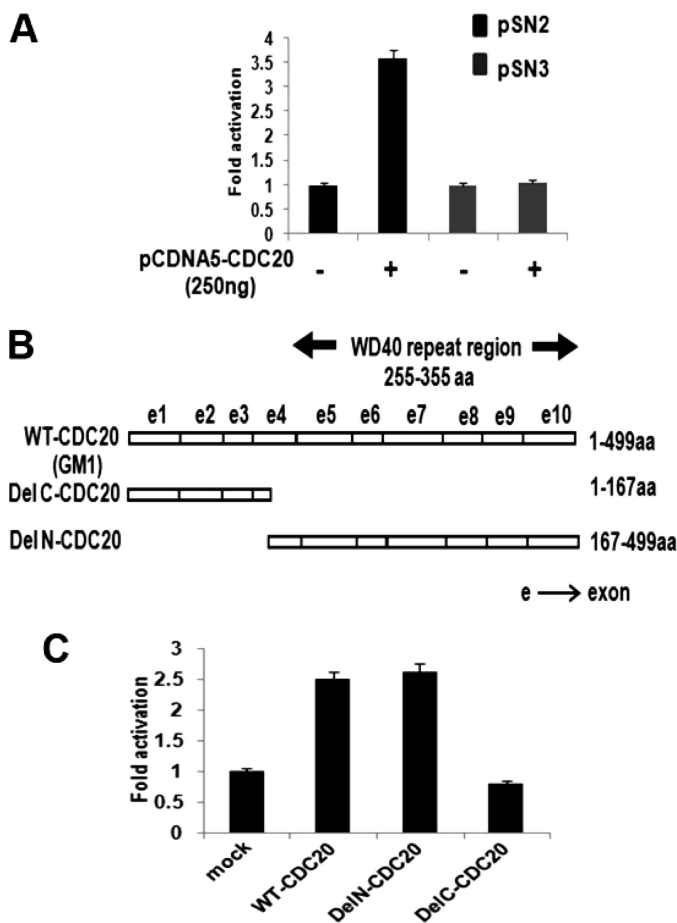 A
pSN2
pSN3
4
3.5
3
2.5
2
1.5
1
0.5
0
Fold activation
pCDNA5-CDC20
(250ng)
- + - +
B
WD40 repeat region
255-355 aa
e1 e2 e3 e4 e5 e6 e7 e8 e9 e10
WT-CDC20
(GM1)
1-499aa
Del C-CDC20
1-167aa
Del N-CDC20
167-499aa
e → exon
C
3
2.5
2
1.5
1
0.5
0
Fold activation
mock
WT-CDC20
DelN-CDC20
DelC-CDC20